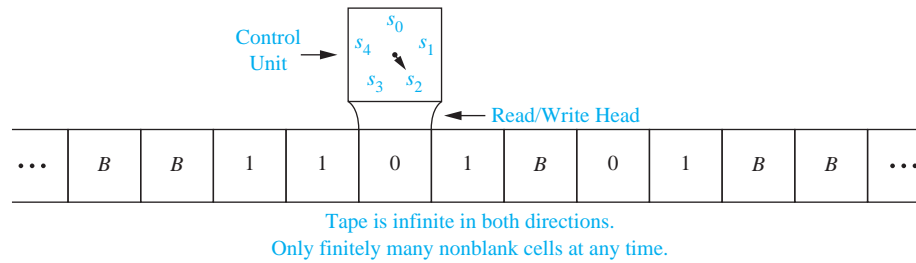 s0
s4 s1
s3 s2
Control
Unit
Read/Write Head
... B B 1 1 0 1 B 0 1 B B ...
Tape is infinite in both directions.
Only finitely many nonblank cells at any time.